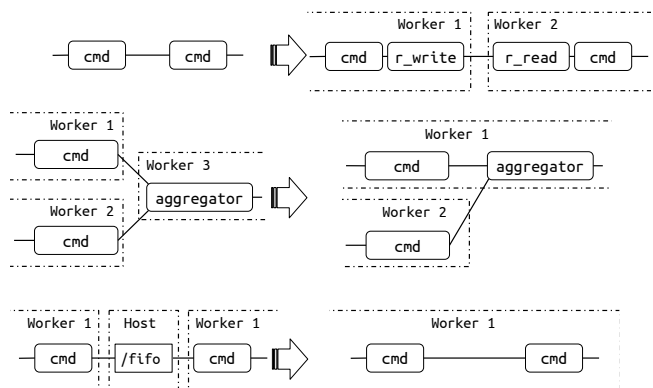 Worker 1 Worker 2
cmd cmd cmd r_write r_read cmd
Worker 1
cmd
Worker 3
aggregator
Worker 2
cmd
Worker 1
cmd aggregator
Worker 2
cmd
Worker 1 Host Worker 1
cmd /fifo cmd
Worker 1
cmd cmd